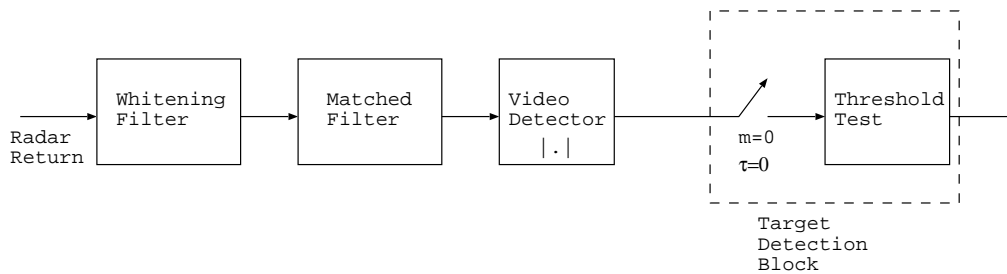 Radar
Return
Whitening
Filter
Matched
Filter
Video
Detector
|.|
m=0
τ=0
Threshold
Test
Target
Detection
Block